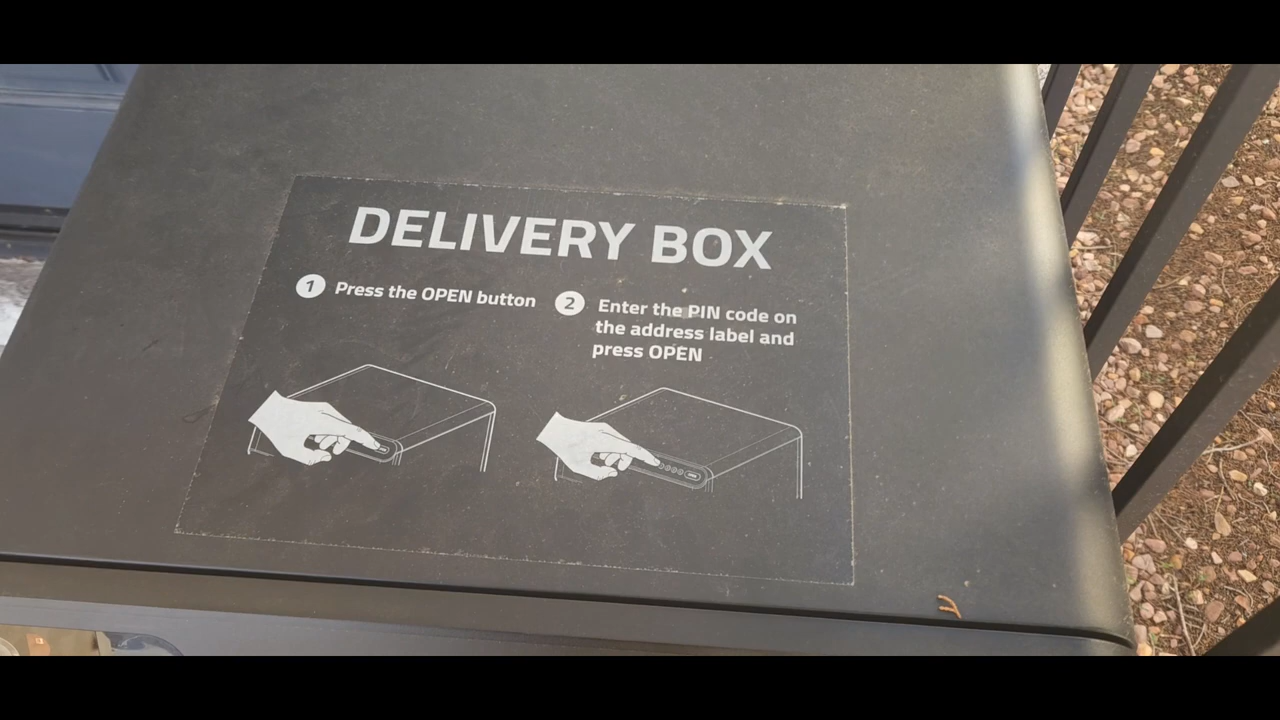 DELIVERY BOX
1 Press the OPEN button
2 Enter the PIN code on
the address label and
press OPEN